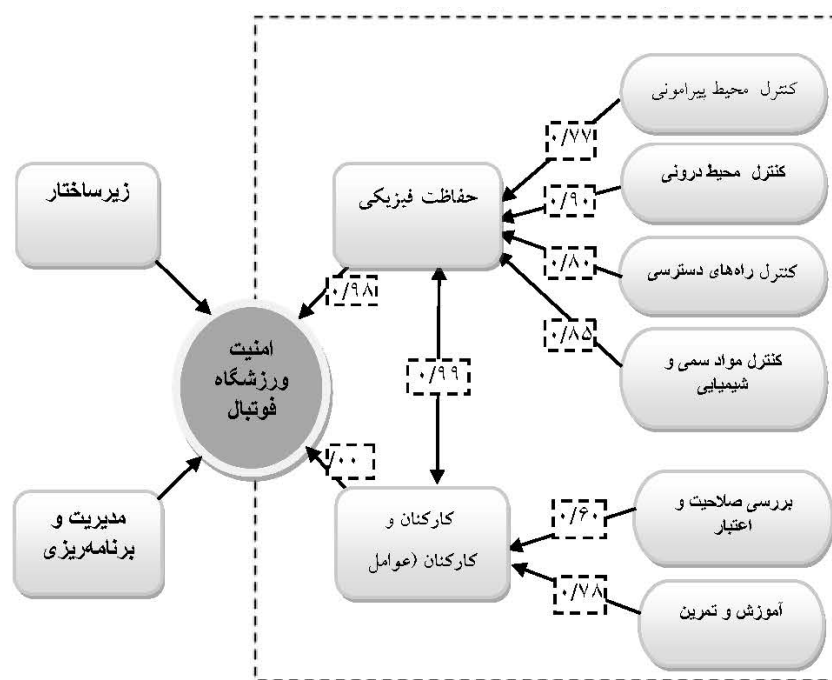 کنترل محیط پیرامونی
۰/۷۷
کنترل محیط درونی
۰/۹۰
زیرساختار
حفاظت فیزیکی
۰/۸۰
کنترل راه‌های دسترسی
۰/۹۸
۰/۸۵
کنترل مواد سمی و
شیمیایی
امنیت
ورزشگاه
فوتبال
۰/۹۹
/۰۰
مدیریت و
برنامه‌ریزی
کارکنان و
کارکنان (عوامل
۰/۶۰
بررسی صلاحیت و
اعتبار
۰/۷۸
آموزش و تمرین